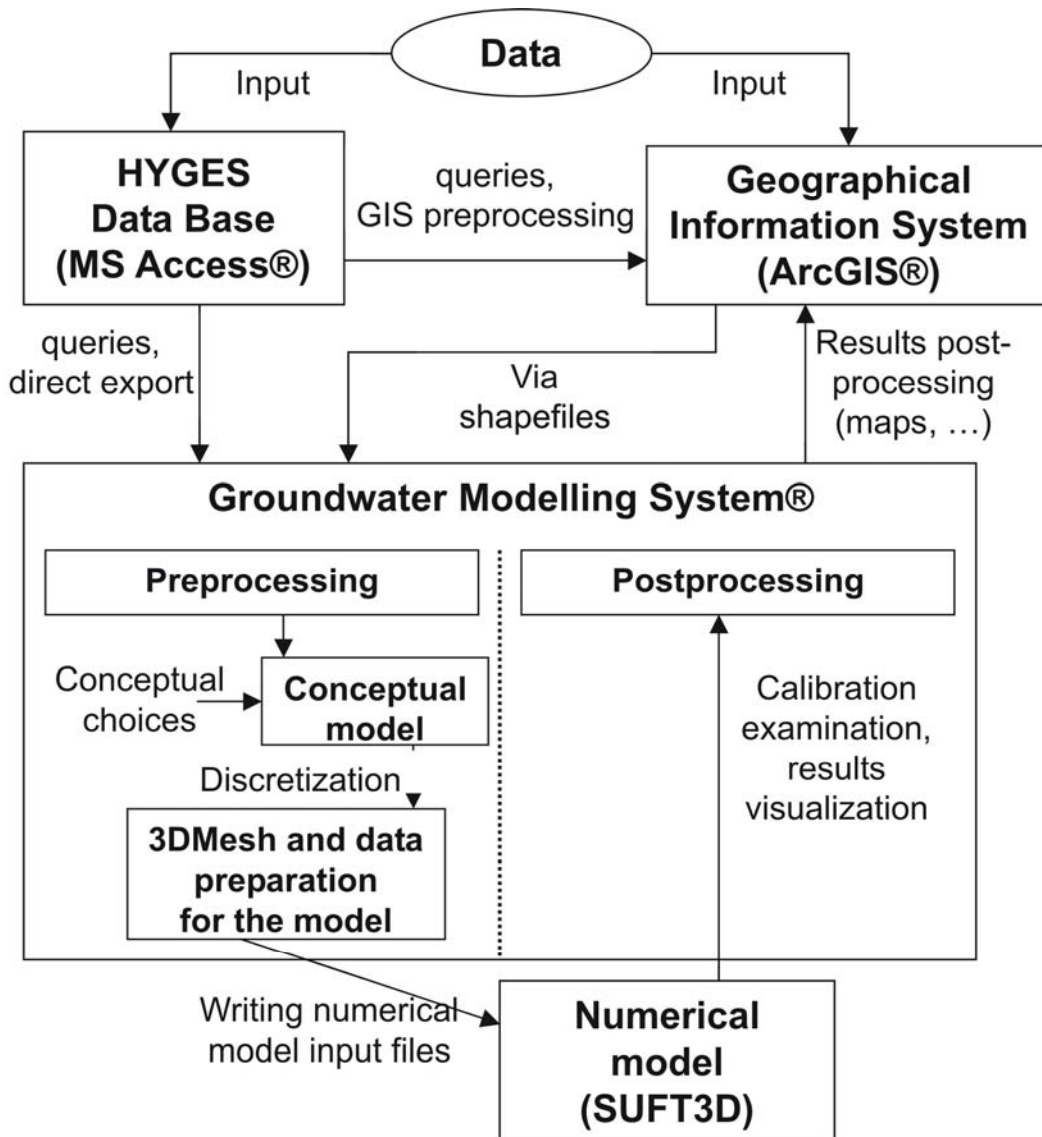 Data
Input
Input
HYGES
Data Base
(MS Access®)
queries,
GIS preprocessing
Geographical
Information System
(ArcGIS®)
queries,
direct export
Via
shapefiles
Results post-
processing
(maps, …)
Groundwater Modelling System®
Preprocessing
Postprocessing
Conceptual
choices
Conceptual
model
Discretization
3DMesh and data
preparation
for the model
Calibration
examination,
results
visualization
Writing numerical
model input files
Numerical
model
(SUFT3D)